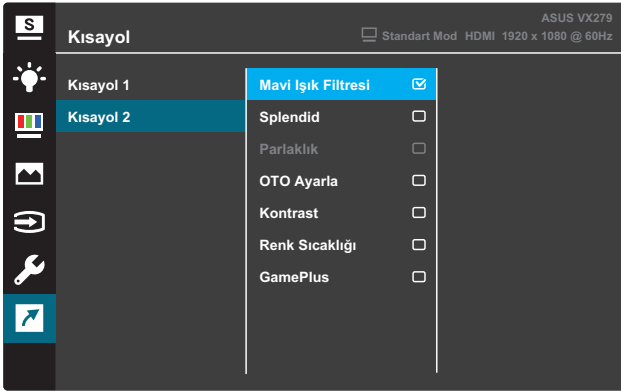 S
ASUS VX279
Kısayol
Standart Mod HDMI 1920 x 1080 @ 60Hz
Kısayol 1
Kısayol 2
Mavi Işık Filtresi
Splendid
Parlaklık
OTO Ayarla
Kontrast
Renk Sıcaklığı
GamePlus